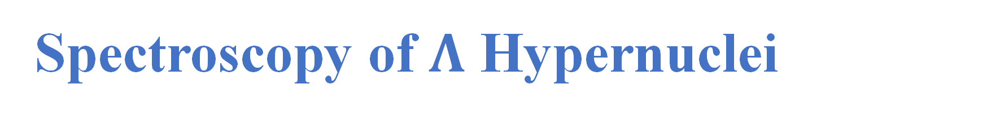 Spectroscopy of Λ Hypernuclei